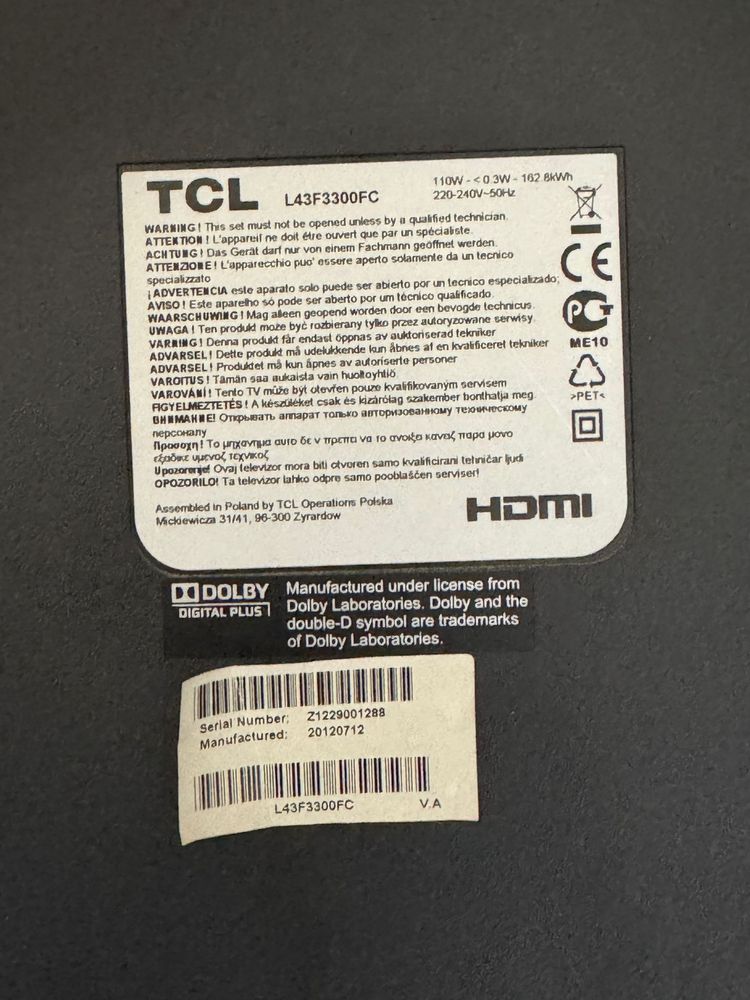 TCL L43F3300FC
110W - < 0.3W - 162.8kWh
220-240V~50Hz
WARNING! This set must not be opened unless by a qualified technician.
ATTENTION! L'appareil ne doit être ouvert que par un spécialiste.
ACHTUNG! Das Gerät darf nur von einem Fachmann geöffnet werden.
ATTENZIONE! L'apparecchio puo' essere aperto solamente da un tecnico
specializzato
¡ADVERTENCIA este aparato solo puede ser abierto por un tecnico especializado;
AVISO! Este aparelho só pode ser aberto por um técnico qualificado.
WAARSCHUWING! Mag alleen geopend worden door een bevogde technicus.
UWAGA! Ten produkt może być rozbierany tylko przez autoryzowane serwisy.
VARNING! Denna produkt får endast öppnas av auktoriserad tekniker
ADVARSEL! Dette produkt må udelukkende kun åbnes af en kvalificeret tekniker
ADVARSEL! Produktet må kun åpnes av autoriserte personer
VAROITUS! Tämän saa aukaista vain huoltoyhtiö.
VAROVÁNÍ! Tento TV může být otevřen pouze kvalifikovaným servisem
FIGYELMEZTETÉS! A készüléket csak és kizárólag szakember bonthatja meg.
ВНИМАНИЕ! Открывать аппарат только авторизованному техническому
персоналу
Προσοχη! Το μηχανημα αυτο δε ν πρεπει να το ανοιξει κανεις παρα μονο
εξειδικε υμενος τεχνικος
Upozorenje! Ovaj televizor mora biti otvoren samo kvalificirani tehničar ljudi
OPOZORILO! Ta televizor lahko odpre samo pooblaščen serviser!
Assembled in Poland by TCL Operations Polska
Mickiewicza 31/41, 96-300 Zyrardow
CE
ME10
>PET<
HDMI
DOLBY
DIGITAL PLUS
Manufactured under license from
Dolby Laboratories. Dolby and the
double-D symbol are trademarks
of Dolby Laboratories.
Serial Number: Z1229001288
Manufactured: 20120712
L43F3300FC V.A